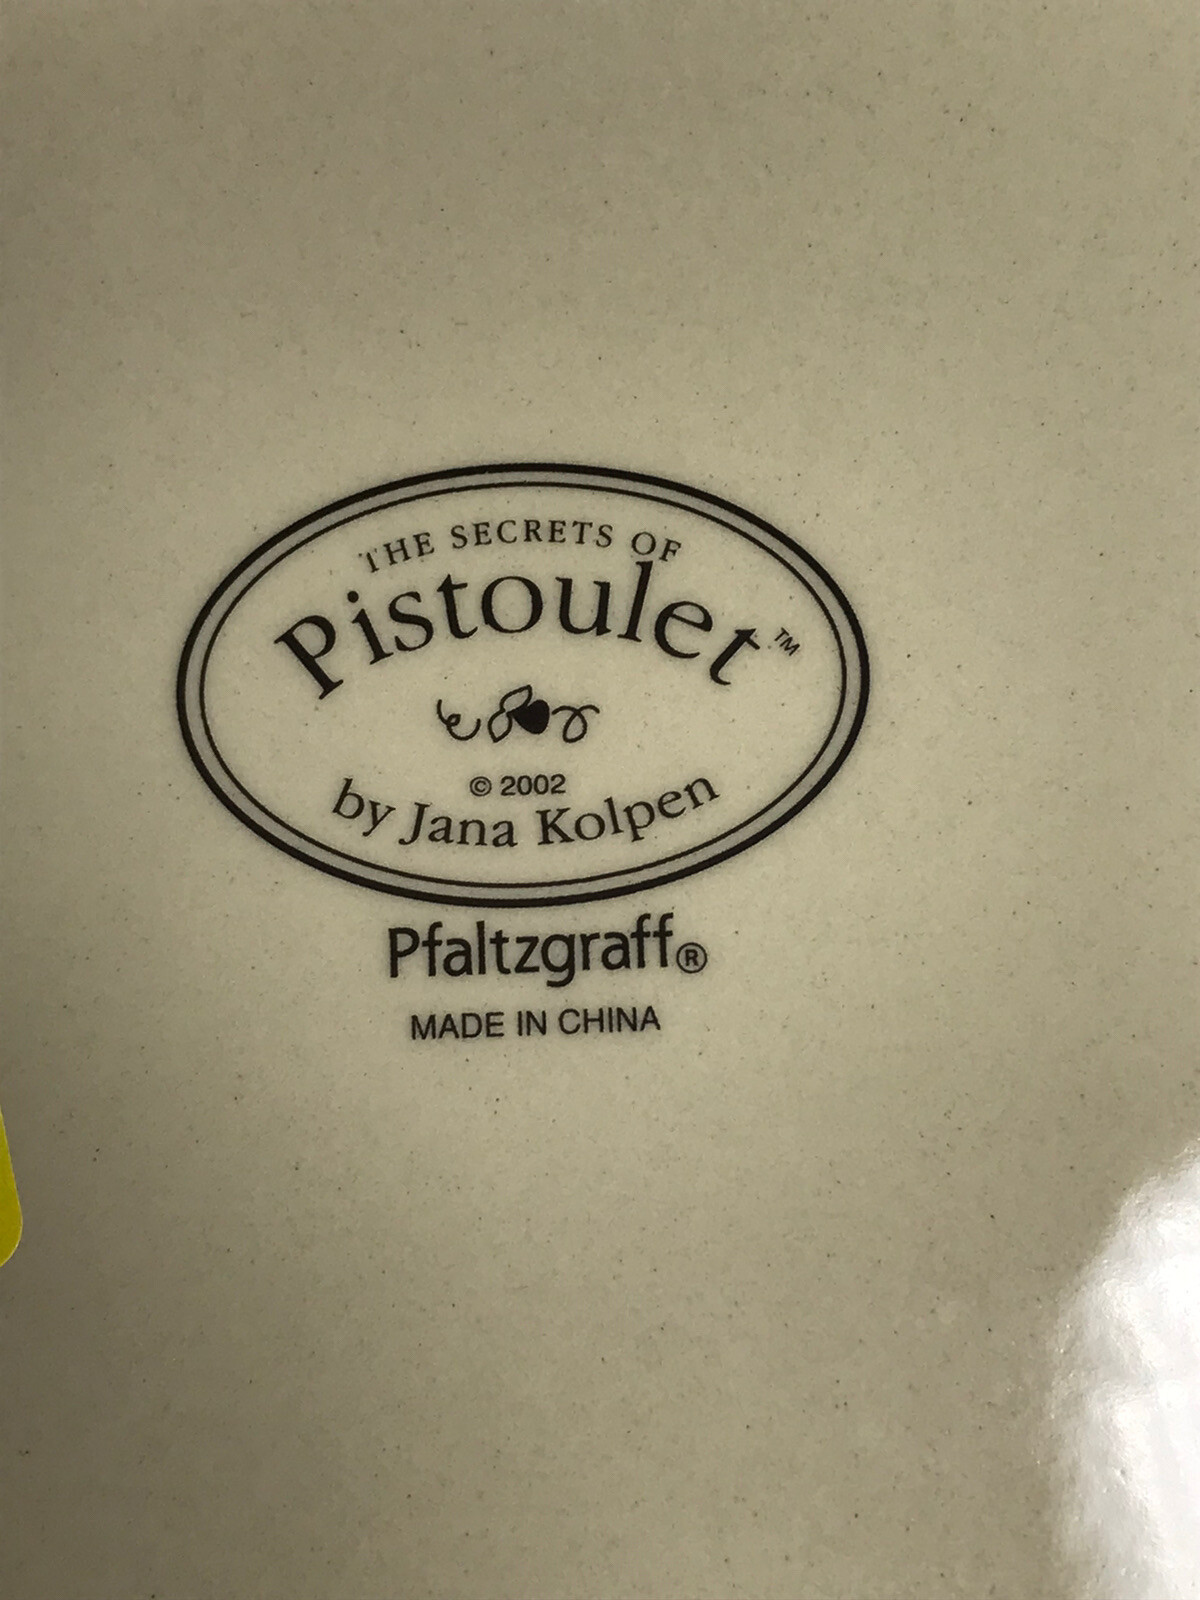 THE SECRETS OF
Pistoulet™
© 2002
by Jana Kolpen
Pfaltzgraff®
MADE IN CHINA